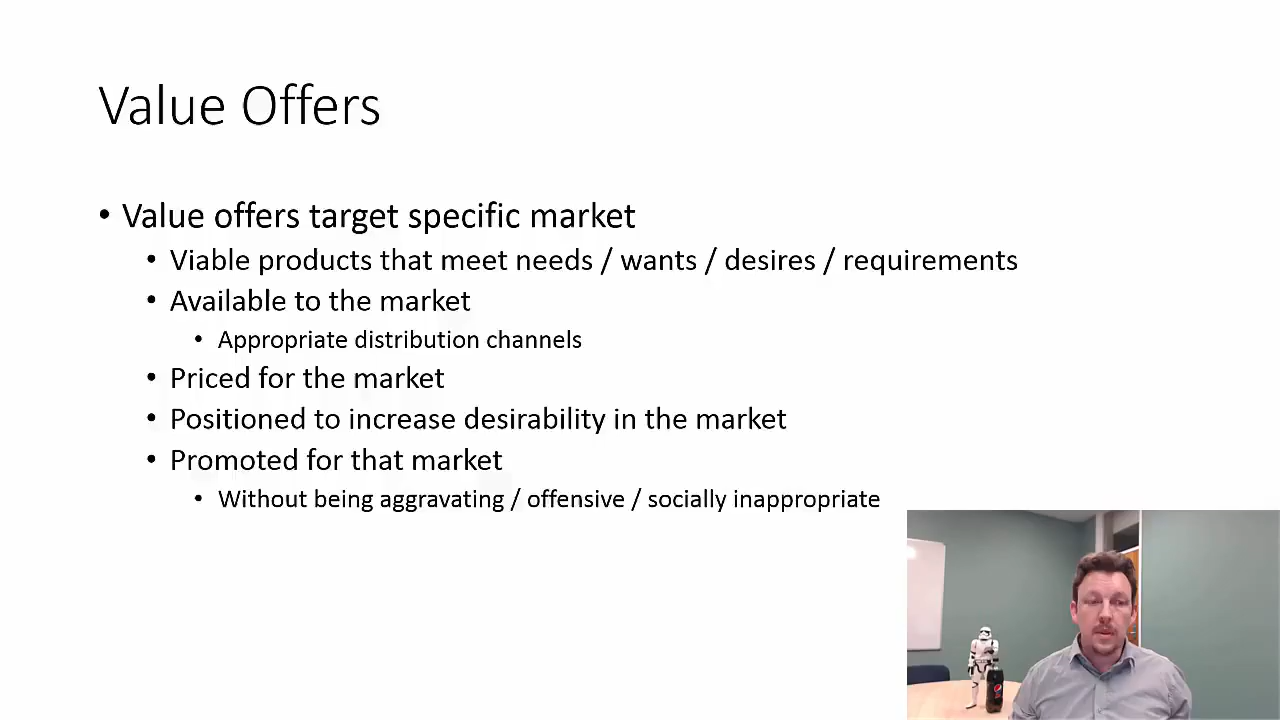 Value Offers
• Value offers target specific market
• Viable products that meet needs / wants / desires / requirements
• Available to the market
• Appropriate distribution channels
• Priced for the market
• Positioned to increase desirability in the market
• Promoted for that market
• Without being aggravating / offensive / socially inappropriate